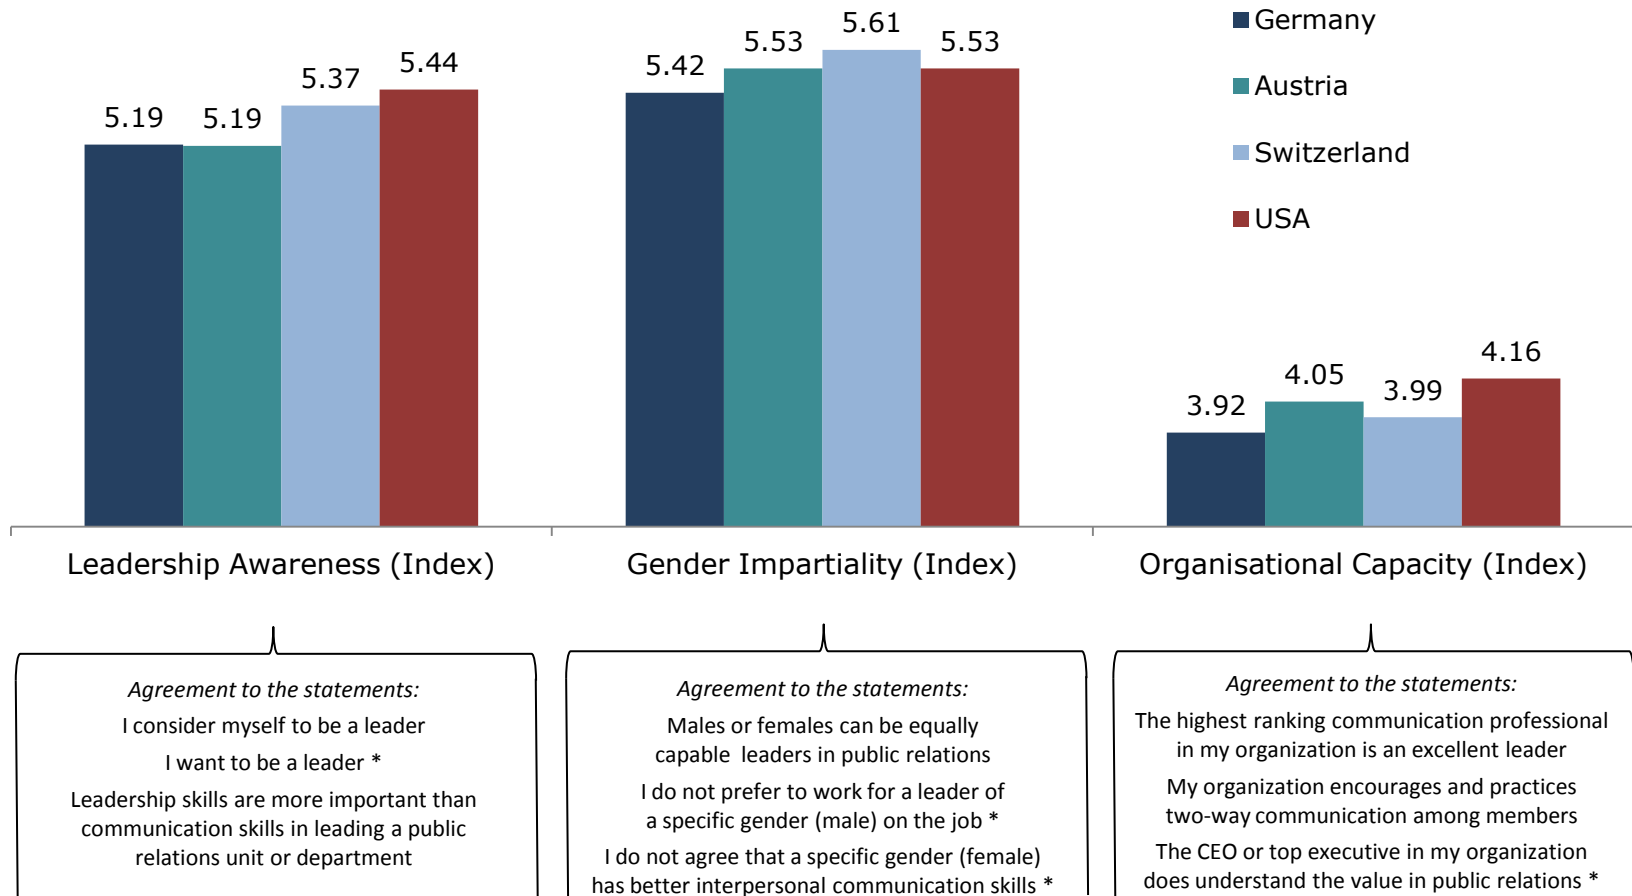 5.19
5.19
5.37
5.44
5.42
5.53
5.61
5.53
3.92
4.05
3.99
4.16
Germany
Austria
Switzerland
USA
Leadership Awareness (Index)
Gender Impartiality (Index)
Organisational Capacity (Index)
Agreement to the statements:
I consider myself to be a leader
I want to be a leader *
Leadership skills are more important than
communication skills in leading a public
relations unit or department
Agreement to the statements:
Males or females can be equally
capable leaders in public relations
I do not prefer to work for a leader of
a specific gender (male) on the job *
I do not agree that a specific gender (female)
has better interpersonal communication skills *
Agreement to the statements:
The highest ranking communication professional
in my organization is an excellent leader
My organization encourages and practices
two-way communication among members
The CEO or top executive in my organization
does understand the value in public relations *